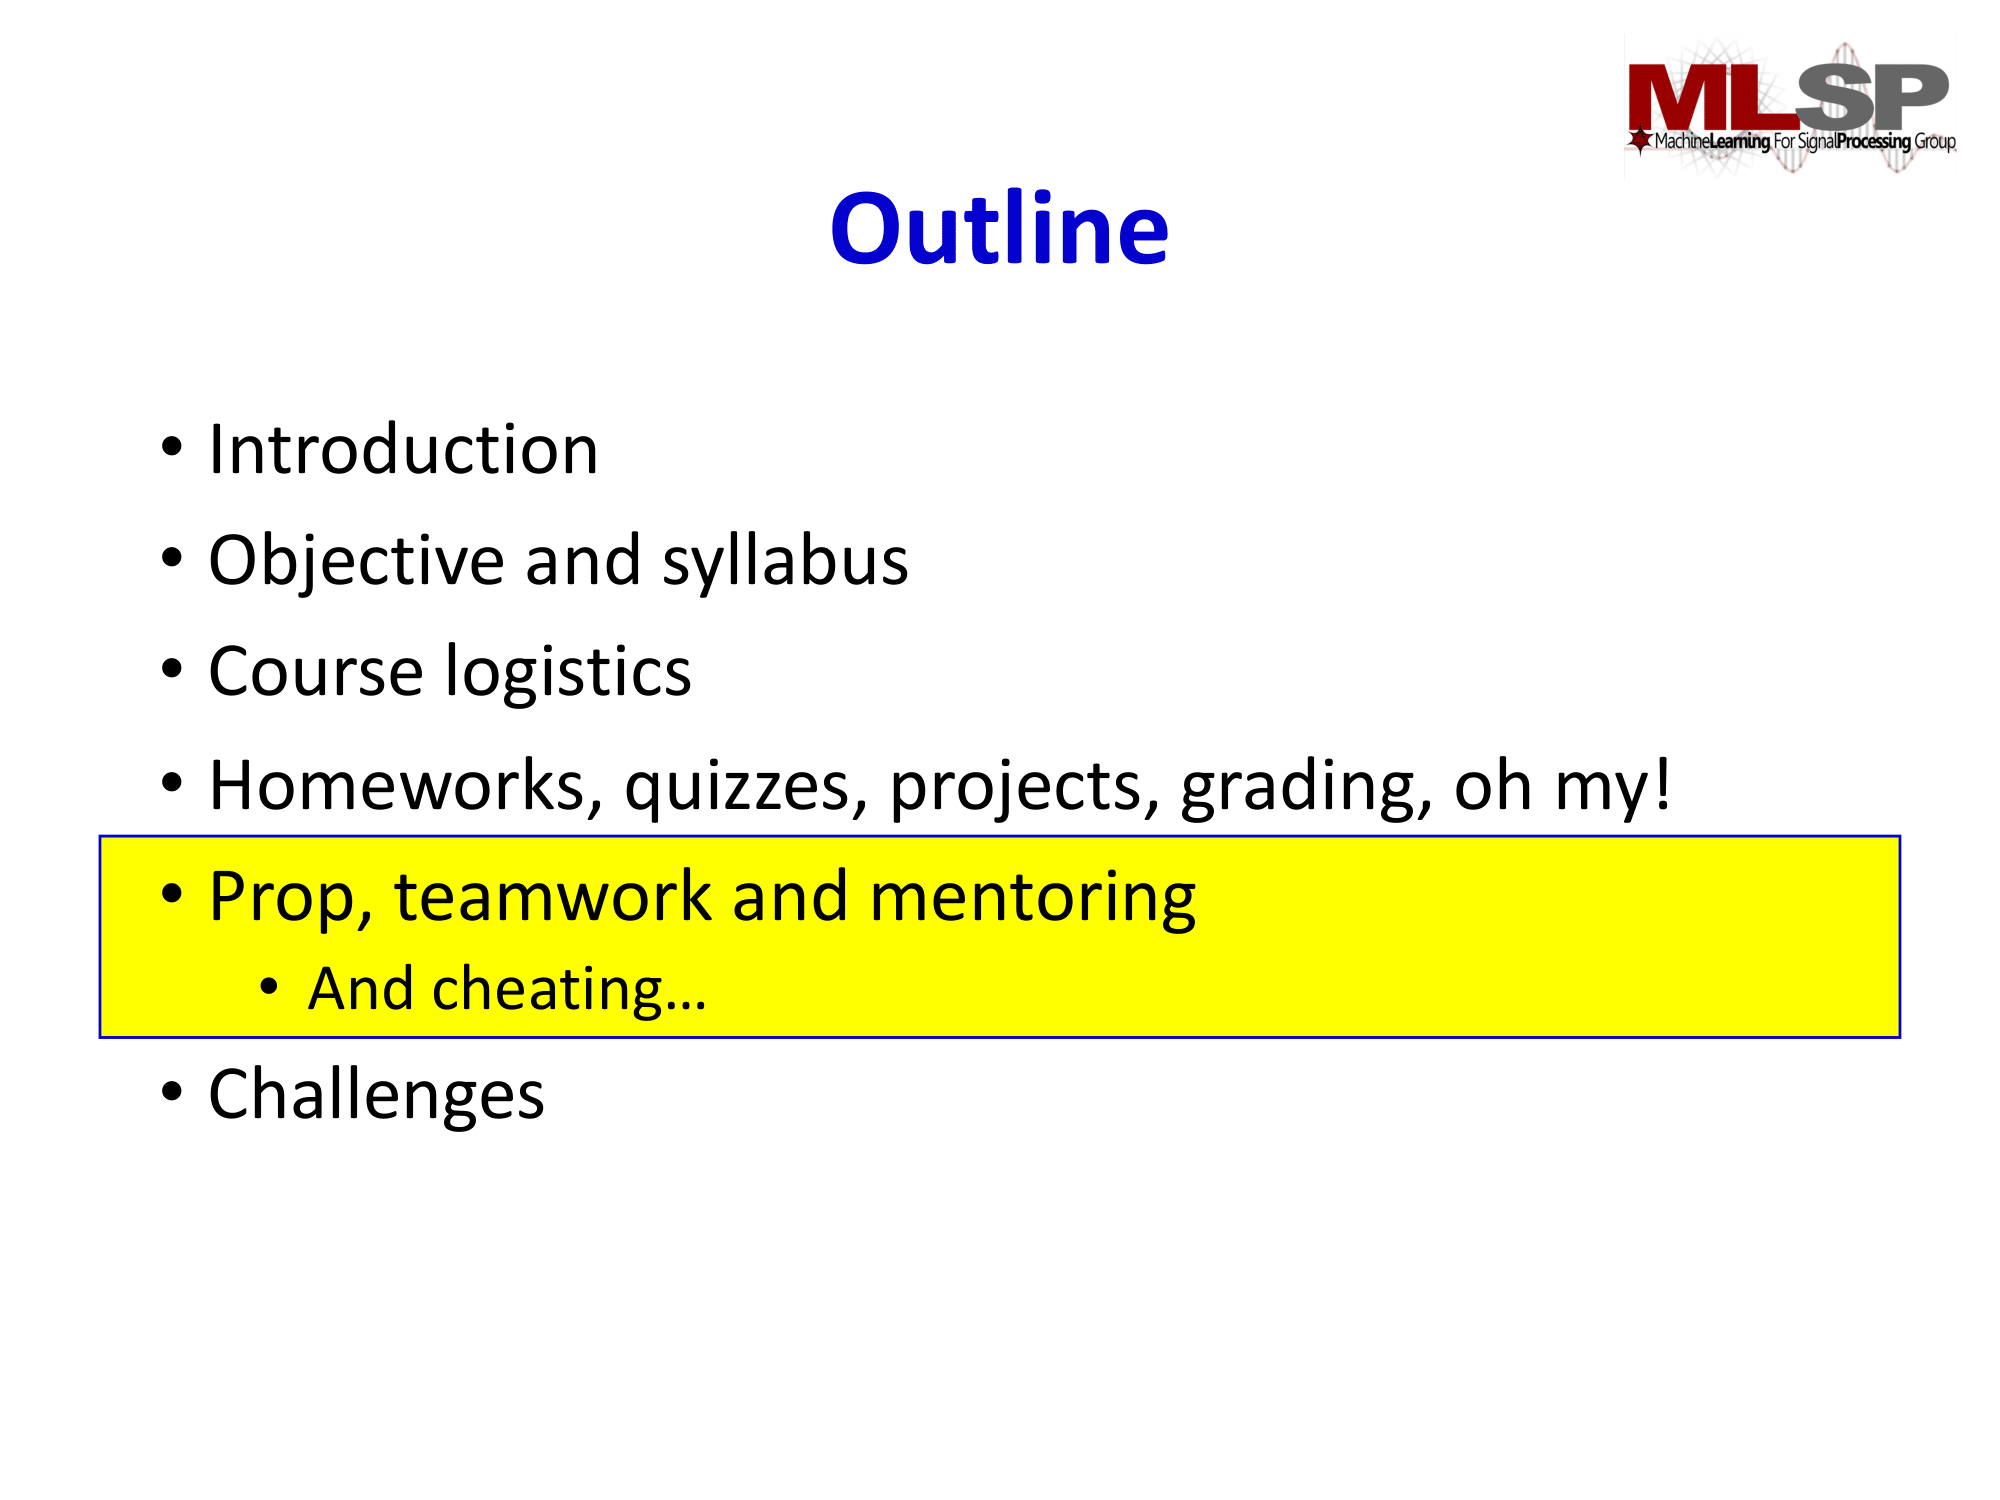 MLSP
MachineLearning For SignalProcessing Group
Outline
• Introduction
• Objective and syllabus
• Course logistics
• Homeworks, quizzes, projects, grading, oh my!
• Prop, teamwork and mentoring
• And cheating…
• Challenges